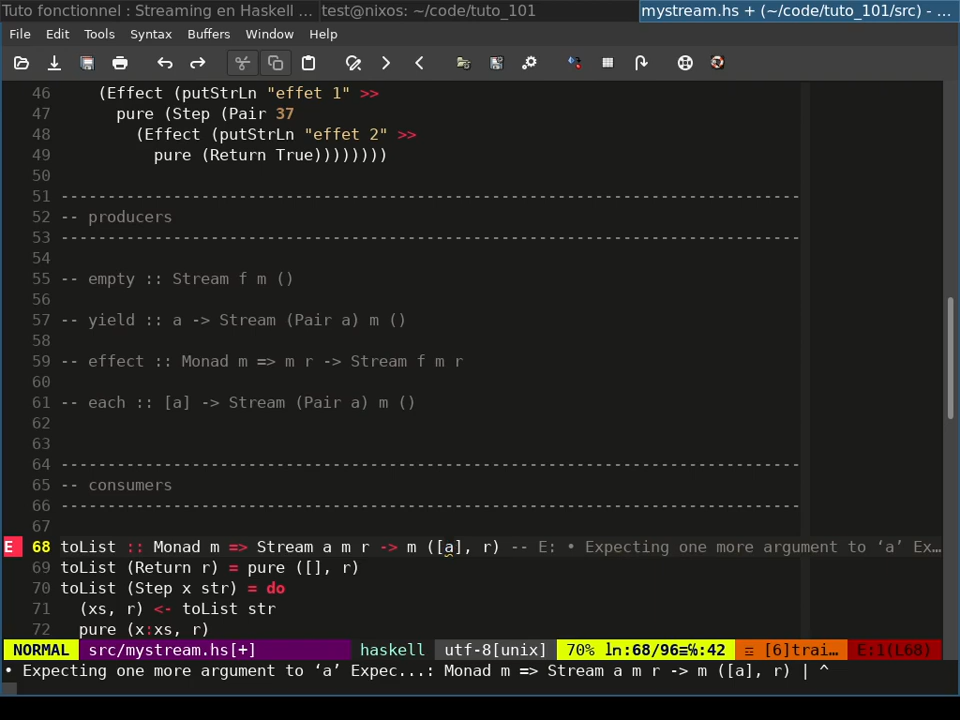 Tuto fonctionnel : Streaming en Haskell ...
test@nixos: ~/code/tuto_101
mystream.hs + (~/code/tuto_101/src) - ...
File Edit Tools Syntax Buffers Window Help
46 (Effect (putStrLn "effet 1" >>
47 pure (Step (Pair 37
48 (Effect (putStrLn "effet 2" >>
49 pure (Return True))))))))
50
51 -------------------------------------------------------------------------------
52 -- producers
53 -------------------------------------------------------------------------------
54
55 -- empty :: Stream f m ()
56
57 -- yield :: a -> Stream (Pair a) m ()
58
59 -- effect :: Monad m => m r -> Stream f m r
60
61 -- each :: [a] -> Stream (Pair a) m ()
62
63
64 -------------------------------------------------------------------------------
65 -- consumers
66 -------------------------------------------------------------------------------
67
E 68 toList :: Monad m => Stream a m r -> m ([a], r) -- E: • Expecting one more argument to ‘a’ Ex…
69 toList (Return r) = pure ([], r)
70 toList (Step x str) = do
71 (xs, r) <- toList str
72 pure (x:xs, r)
NORMAL src/mystream.hs[+] haskell utf-8[unix] 70% ln:68/96≡℅:42 ☲ [6]trai… E:1(L68)
• Expecting one more argument to ‘a’ Expec...: Monad m => Stream a m r -> m ([a], r) | ^